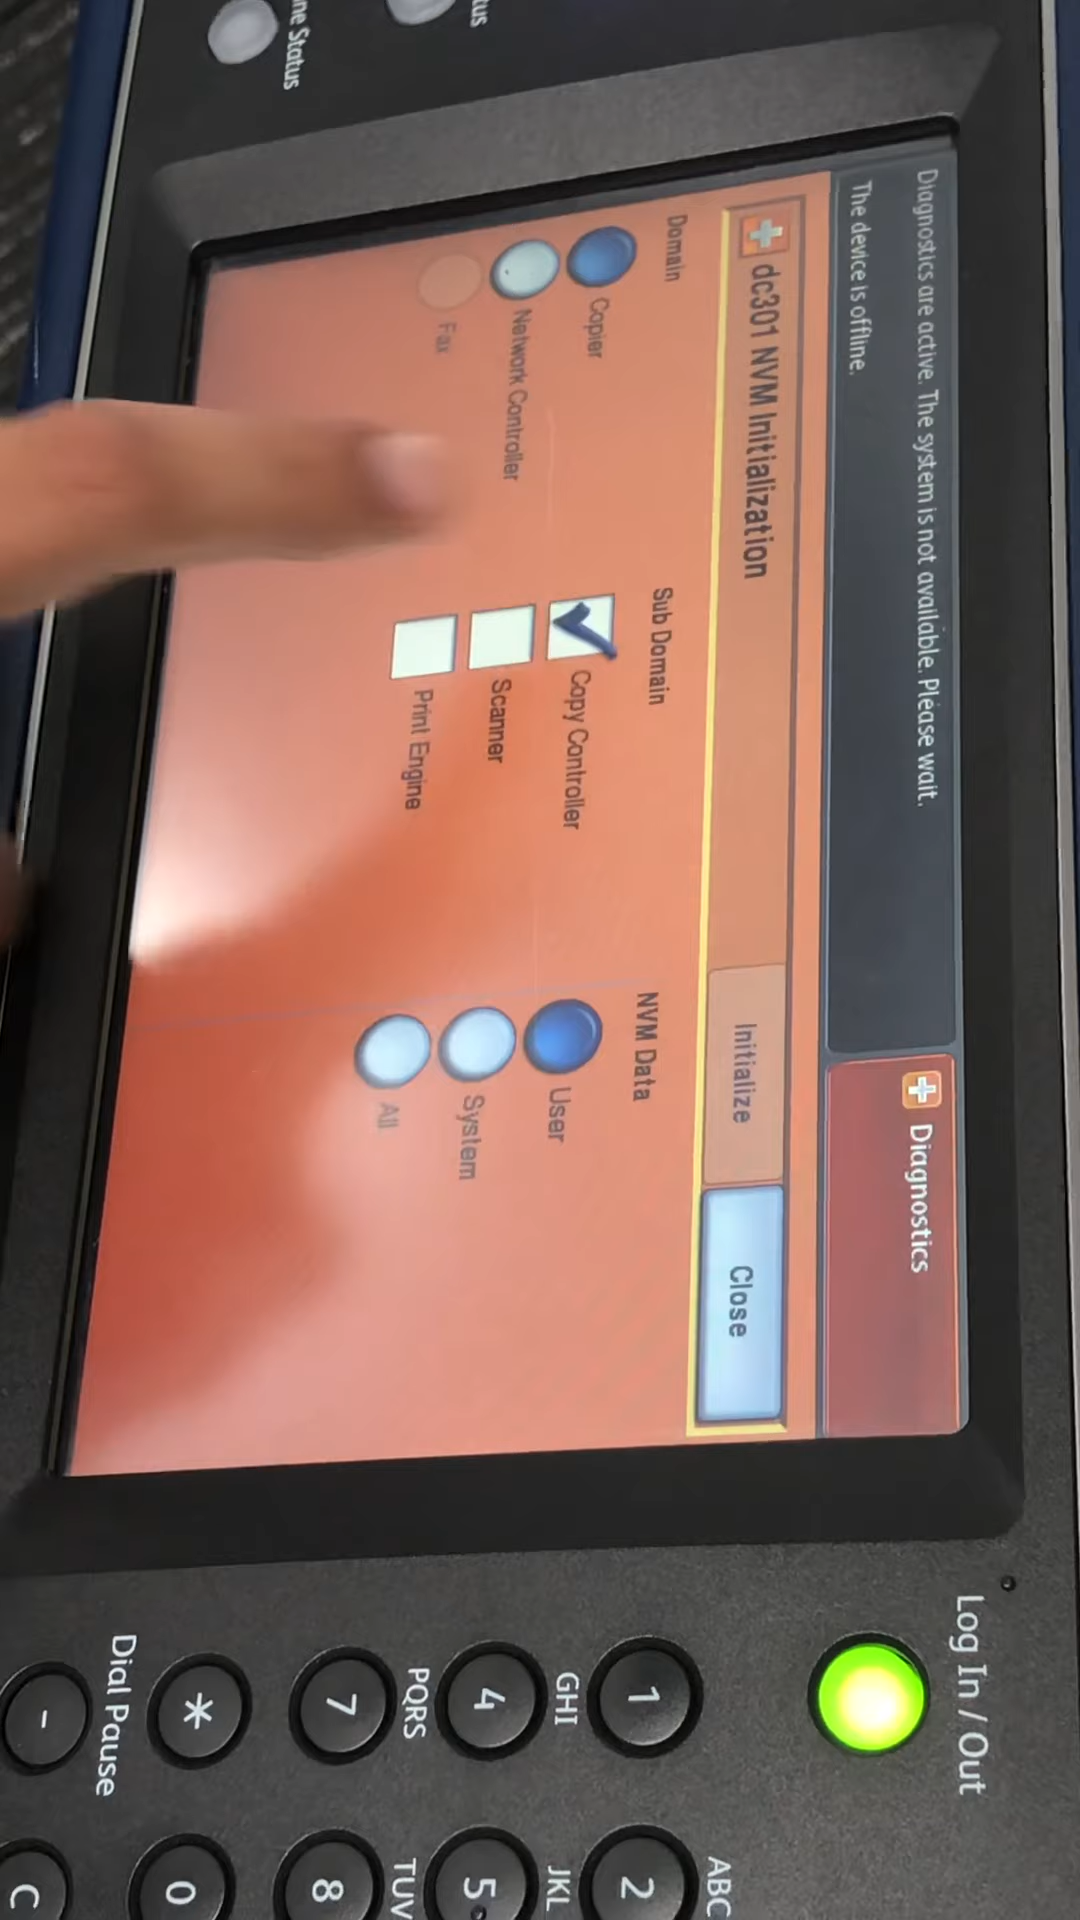 Diagnostics are active. The system is not available. Please wait.
The device is offline.
Diagnostics
dc301 NVM Initialization
Initialize
Close
Domain
Sub Domain
NVM Data
Copier
Copy Controller
User
Network Controller
Scanner
System
Fax
Print Engine
All
Status
Log In / Out
1
ABC
2
GHI
4
JKL
5
PQRS
7
TUV
8
*
0
Dial Pause
-
C